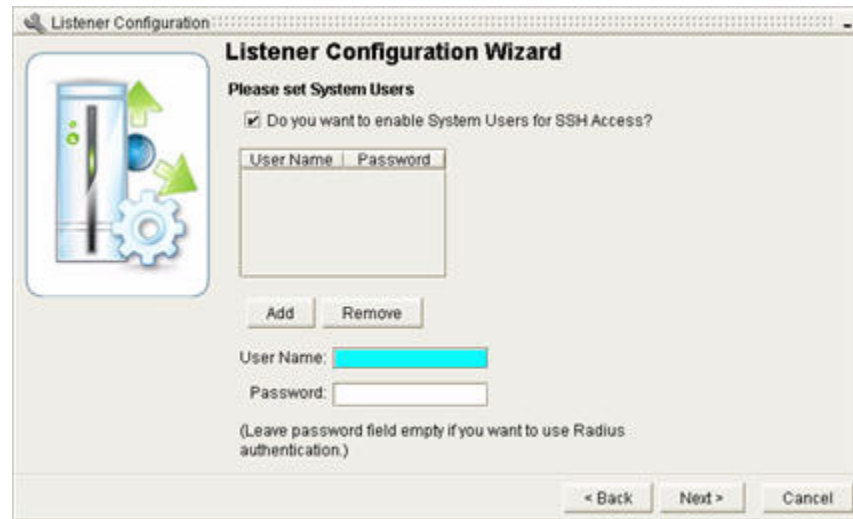 Listener Configuration
Listener Configuration Wizard
Please set System Users
Do you want to enable System Users for SSH Access?
User Name Password
Add Remove
User Name:
Password:
(Leave password field empty if you want to use Radius
authentication.)
< Back Next > Cancel